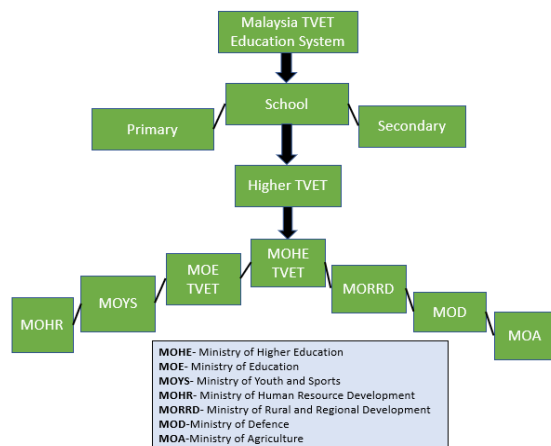 Malaysia TVET
Education System
School
Primary
Secondary
Higher TVET
MOHE
TVET
MOE
TVET
MORRD
MOYS
MOD
MOHR
MOA
MOHE- Ministry of Higher Education
MOE- Ministry of Education
MOYS- Ministry of Youth and Sports
MOHR- Ministry of Human Resource Development
MORRD- Ministry of Rural and Regional Development
MOD-Ministry of Defence
MOA-Ministry of Agriculture